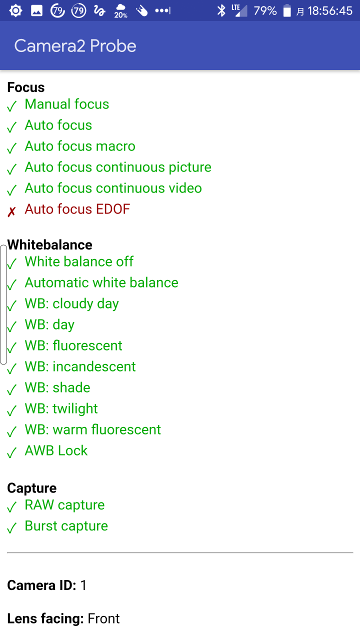 79 79 20% LTE 79% 月 18:56:45
Camera2 Probe
Focus
✓ Manual focus
✓ Auto focus
✓ Auto focus macro
✓ Auto focus continuous picture
✓ Auto focus continuous video
✗ Auto focus EDOF
Whitebalance
✓ White balance off
✓ Automatic white balance
✓ WB: cloudy day
✓ WB: day
✓ WB: fluorescent
✓ WB: incandescent
✓ WB: shade
✓ WB: twilight
✓ WB: warm fluorescent
✓ AWB Lock
Capture
✓ RAW capture
✓ Burst capture
Camera ID: 1
Lens facing: Front